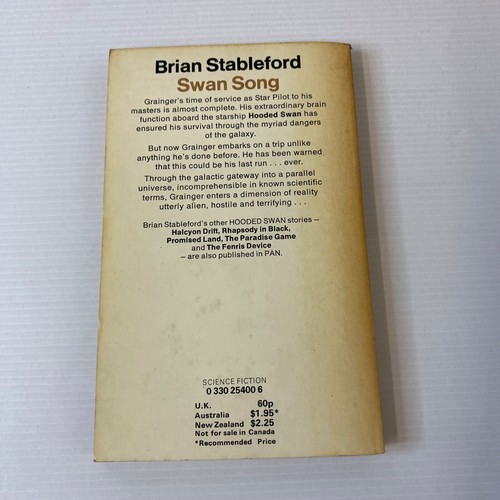 Brian Stableford
Swan Song
Grainger's time of service as Star Pilot to his
masters is almost complete. His extraordinary brain
function aboard the starship Hooded Swan has
ensured his survival through the myriad dangers
of the galaxy.
But now Grainger embarks on a trip unlike
anything he's done before. He has been warned
that this could be his last run . . . ever.
Through the galactic gateway into a parallel
universe, incomprehensible in known scientific
terms, Grainger enters a dimension of reality
utterly alien, hostile and terrifying . . .
Brian Stableford's other HOODED SWAN stories –
Halcyon Drift, Rhapsody in Black,
Promised Land, The Paradise Game
and The Fenris Device
– are also published in PAN.
SCIENCE FICTION
0 330 25400 6
U.K. 60p
Australia $1.95*
New Zealand $2.25
Not for sale in Canada
*Recommended Price